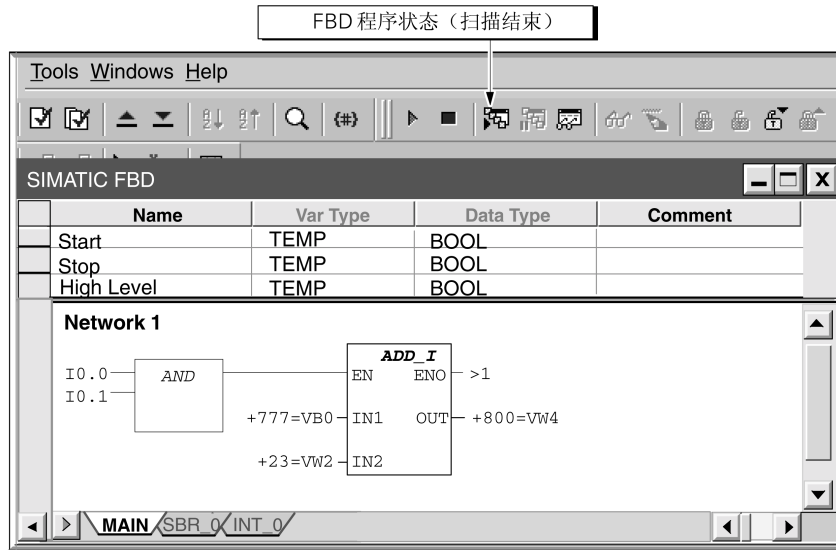 FBD 程序状态（扫描结束）
Tools Windows Help
SIMATIC FBD
Name Var Type Data Type Comment
Start TEMP BOOL
Stop TEMP BOOL
High Level TEMP BOOL
Network 1
ADD_I
I0.0 AND EN ENO >1
I0.1
+777=VB0 IN1 OUT +800=VW4
+23=VW2 IN2
MAIN SBR_0 INT_0